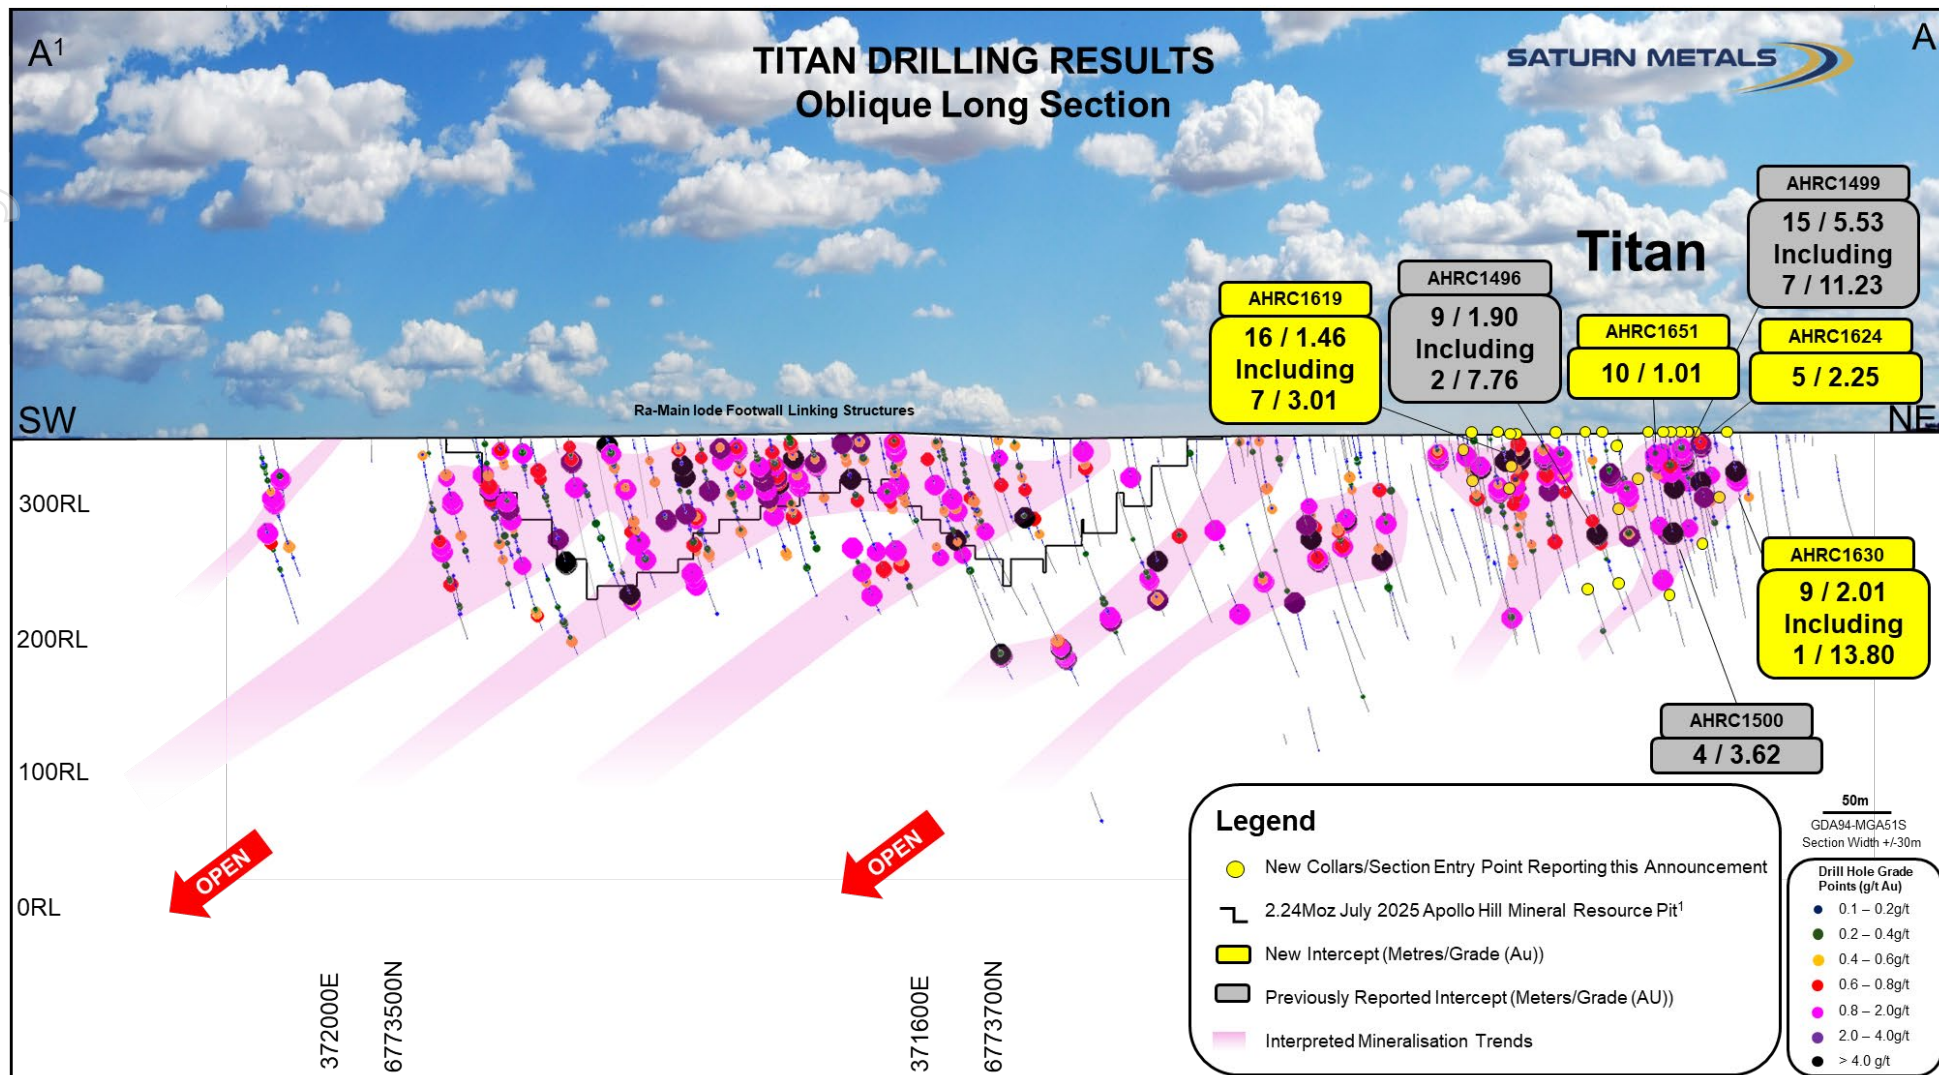 A¹
A
TITAN DRILLING RESULTS
Oblique Long Section
SATURN METALS
Titan
AHRC1499
15 / 5.53
Including
7 / 11.23
AHRC1619
16 / 1.46
Including
7 / 3.01
AHRC1496
9 / 1.90
Including
2 / 7.76
AHRC1651
10 / 1.01
AHRC1624
5 / 2.25
SW
Ra-Main lode Footwall Linking Structures
NE
300RL
200RL
100RL
0RL
AHRC1630
9 / 2.01
Including
1 / 13.80
AHRC1500
4 / 3.62
OPEN
OPEN
372000E
6773500N
371600E
6773700N
Legend
New Collars/Section Entry Point Reporting this Announcement
2.24Moz July 2025 Apollo Hill Mineral Resource Pit¹
New Intercept (Metres/Grade (Au))
Previously Reported Intercept (Meters/Grade (AU))
Interpreted Mineralisation Trends
50m
GDA94-MGA51S
Section Width +/-30m
Drill Hole Grade
Points (g/t Au)
0.1 – 0.2g/t
0.2 – 0.4g/t
0.4 – 0.6g/t
0.6 – 0.8g/t
0.8 – 2.0g/t
2.0 – 4.0g/t
> 4.0 g/t